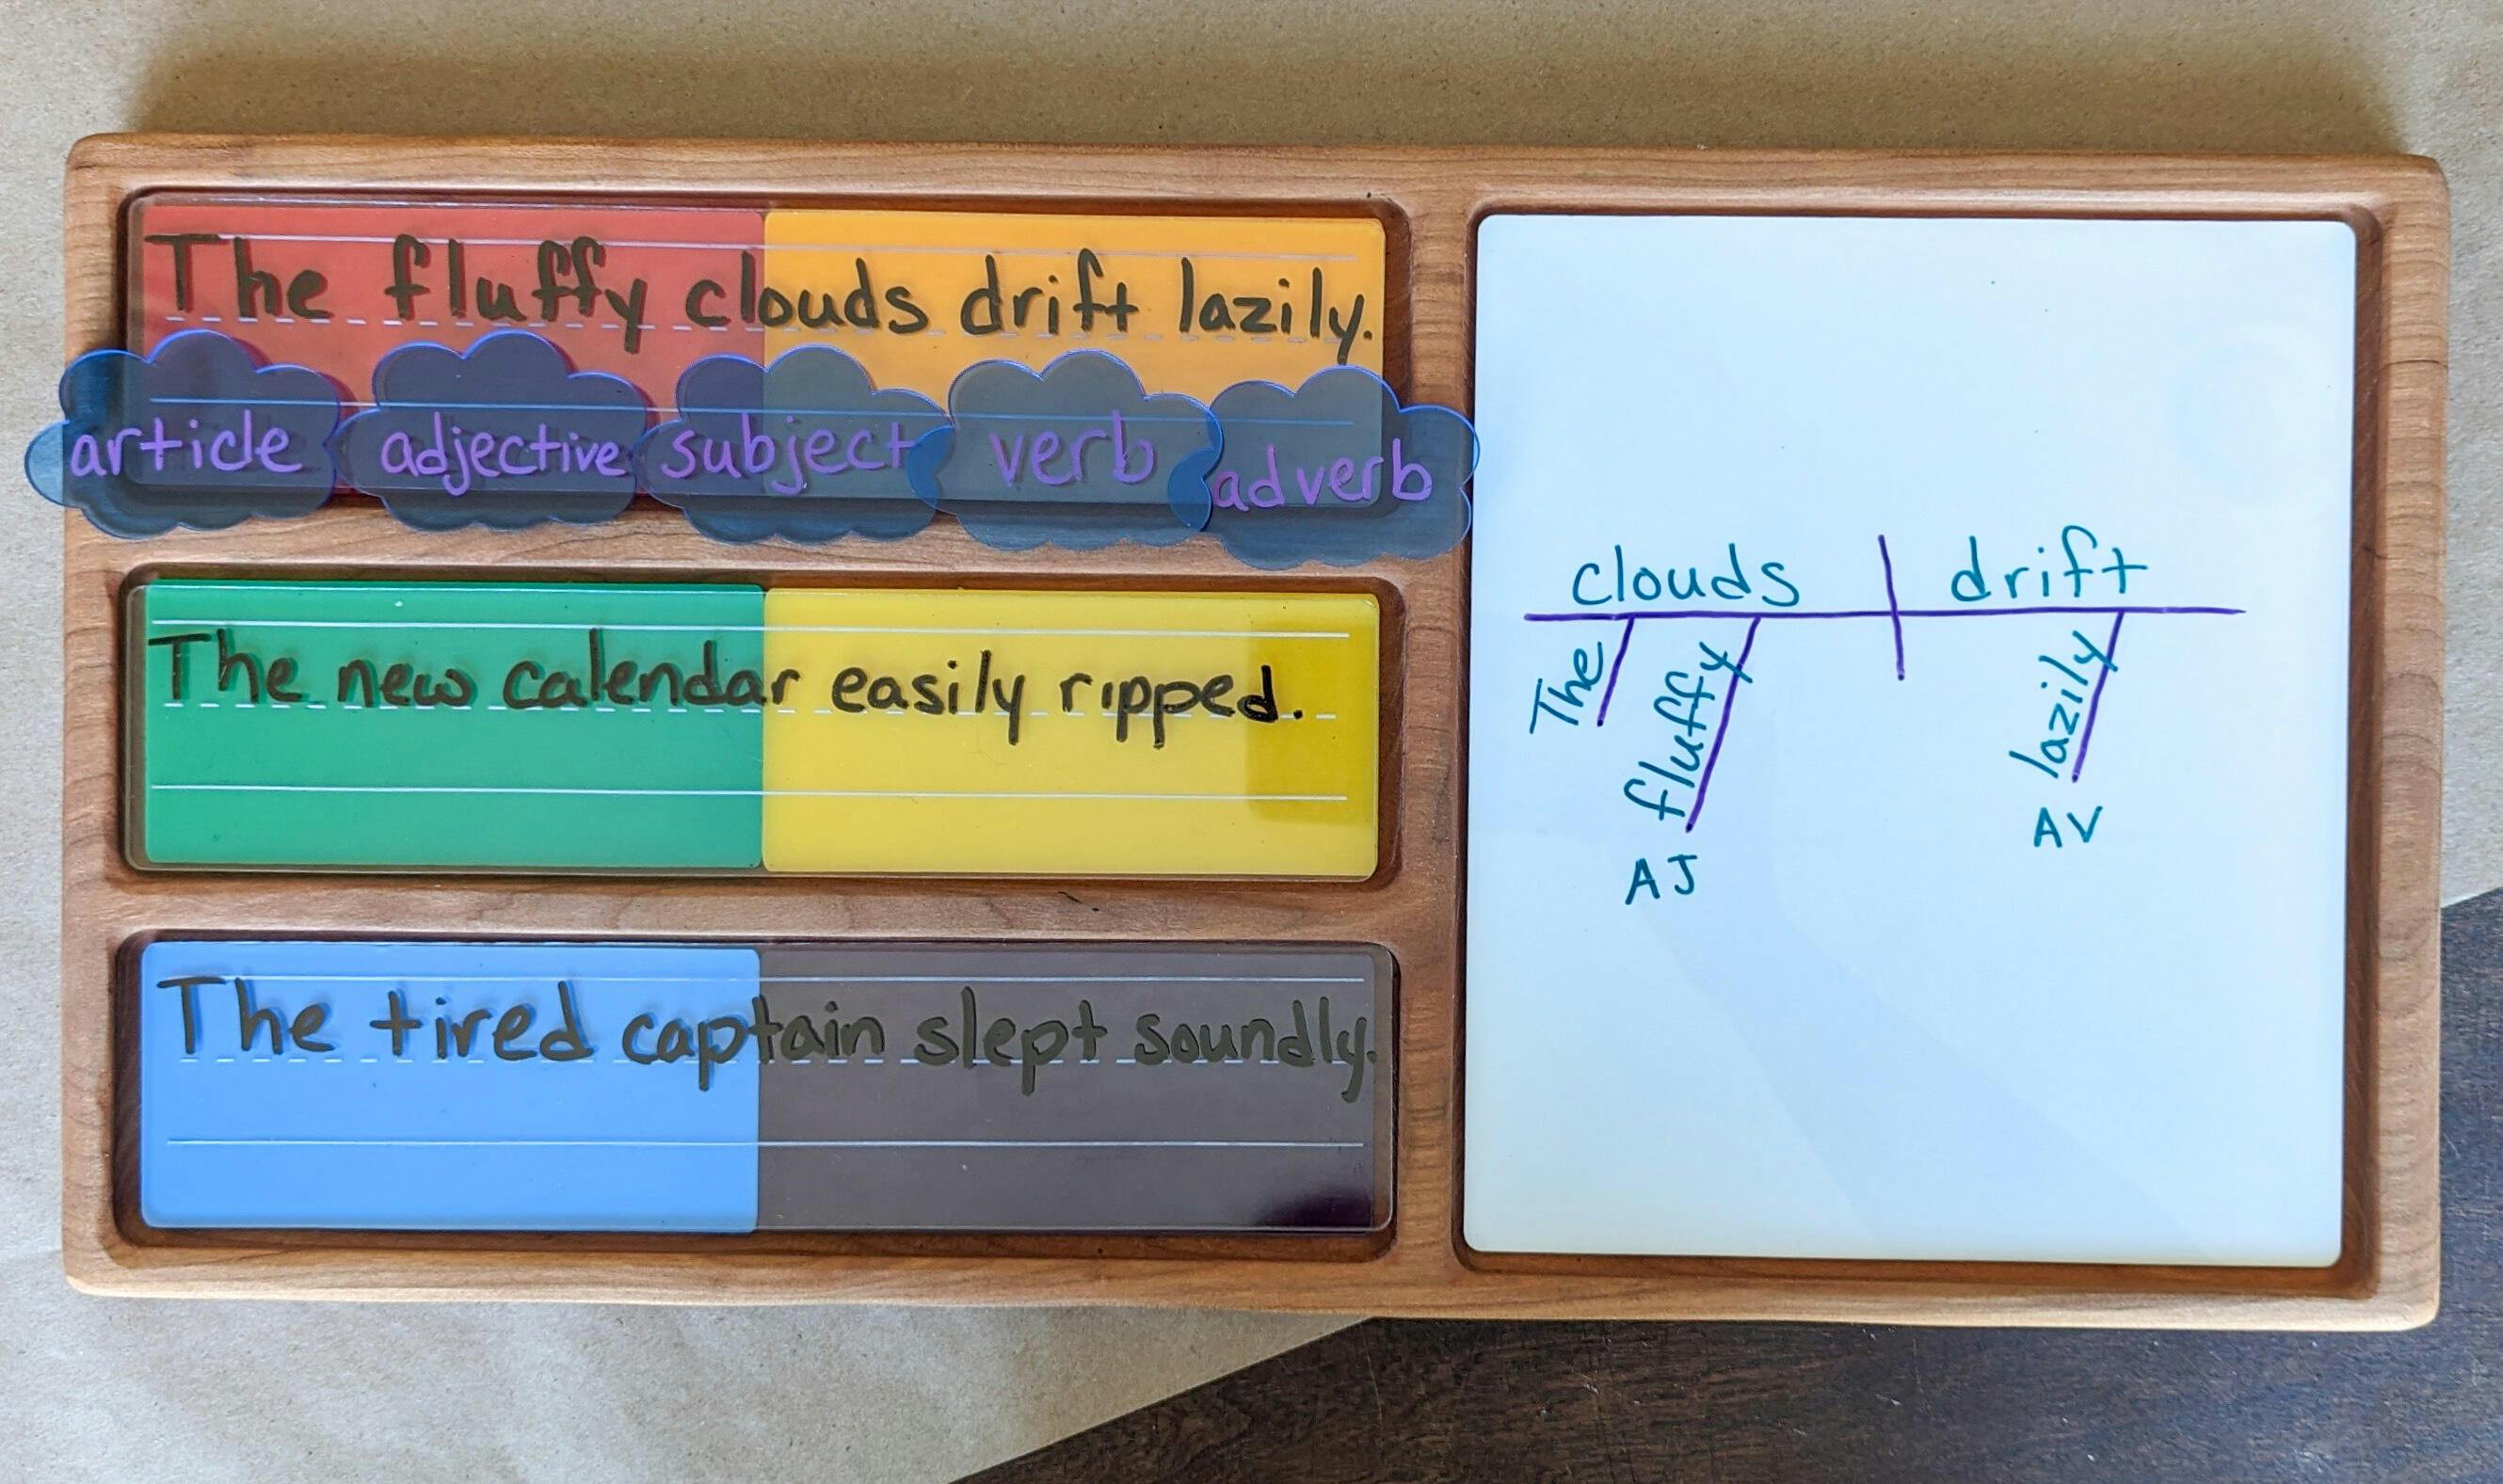 The fluffy clouds drift lazily.
article adjective subject verb adverb
The new calendar easily ripped.
The tired captain slept soundly.
clouds drift
The fluffy lazily
AJ AV